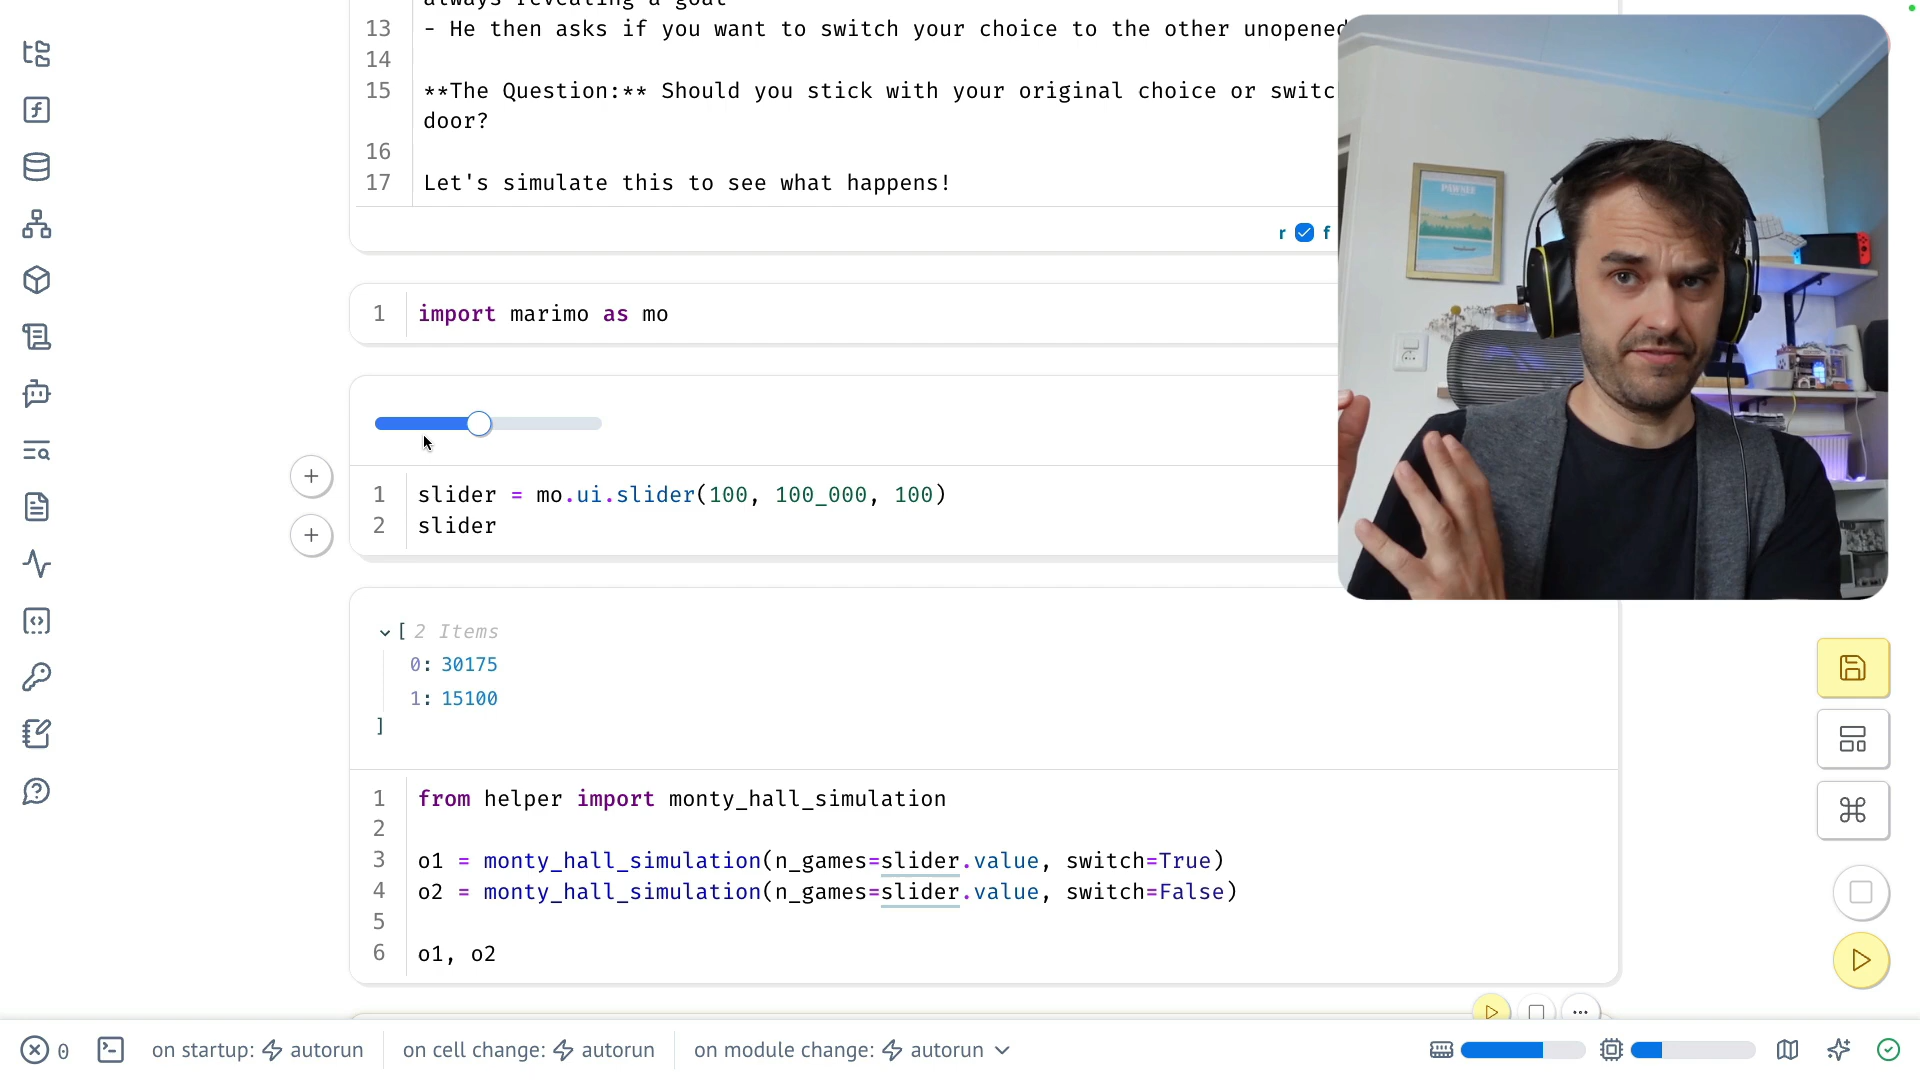 always revealing a goat
13 - He then asks if you want to switch your choice to the other unopened
14
15 **The Question:** Should you stick with your original choice or switc
door?
16
17 Let's simulate this to see what happens!
r f
1 import marimo as mo
1 slider = mo.ui.slider(100, 100_000, 100)
2 slider
[ 2 Items
0: 30175
1: 15100
]
1 from helper import monty_hall_simulation
2
3 o1 = monty_hall_simulation(n_games=slider.value, switch=True)
4 o2 = monty_hall_simulation(n_games=slider.value, switch=False)
5
6 o1, o2
0 on startup: autorun on cell change: autorun on module change: autorun
PAWNEE